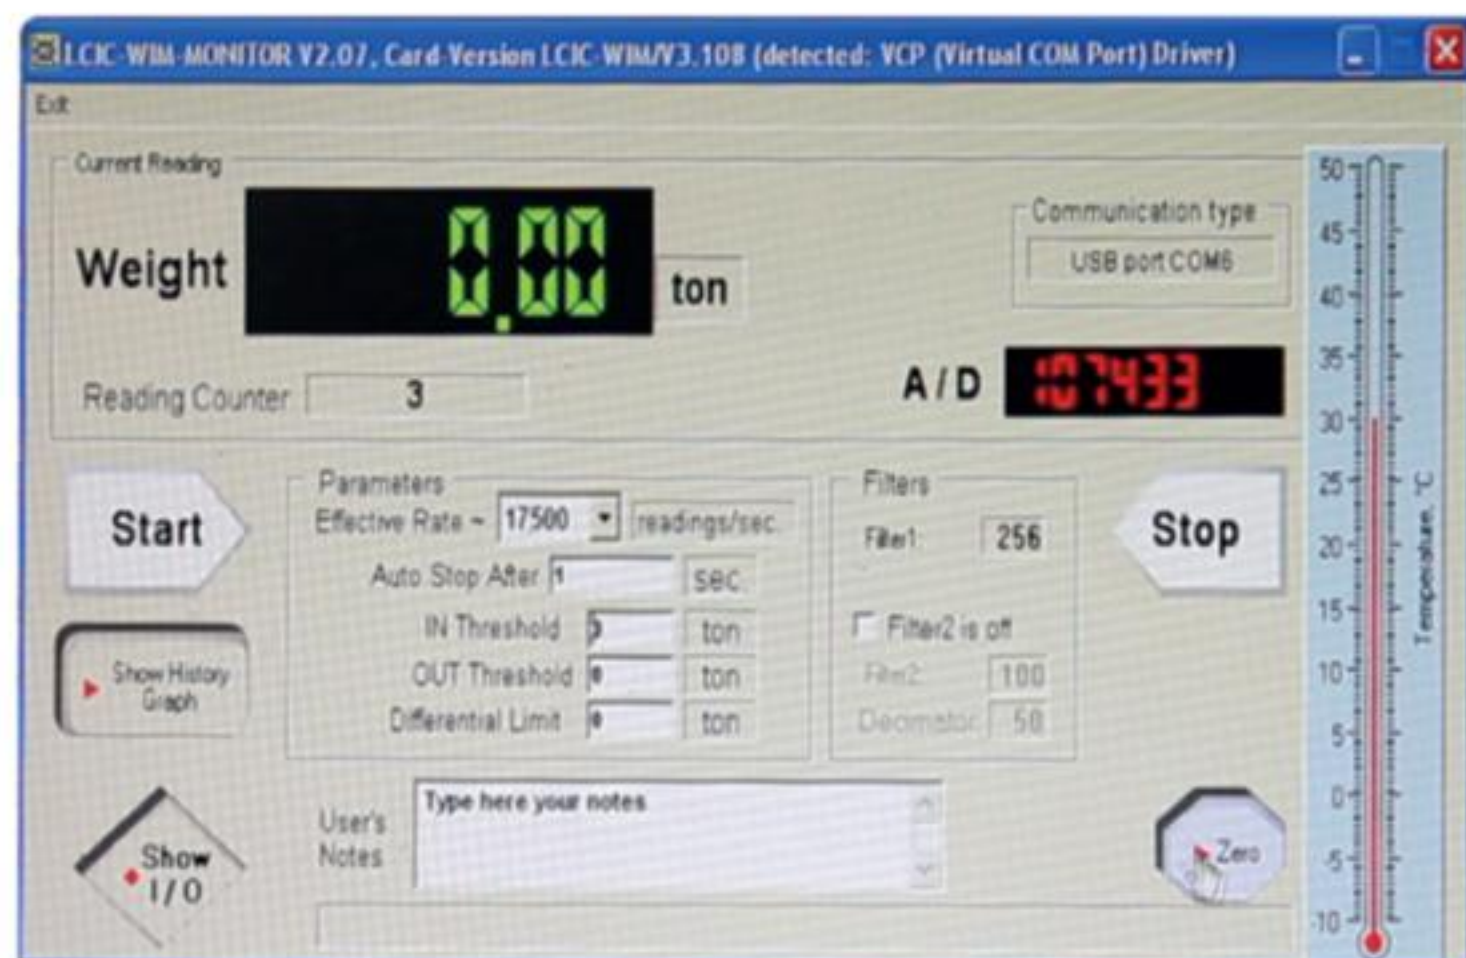 LCIC-WIM-MONITOR V2.07, Card-Version LCIC-WIM/V3.108 (detected: VCP (Virtual COM Port) Driver)
Exit
Current Reading
Weight 0.00 ton
Communication type
USB port COM6
Reading Counter 3
A / D 107433
Start
Parameters
Effective Rate ~ 17500 readings/sec.
Auto Stop After 1 sec.
IN Threshold ton
OUT Threshold 0 ton
Differential Limit 0 ton
Filters
Filter1: 256
Filter2 is off
Filter2: 100
Decimator: 50
Stop
Show History
Graph
Show
I / O
User's
Notes
Type here your notes
Zero
50
45
40
35
30
25
20
15
10
5
0
-5
-10
Temperature, °C